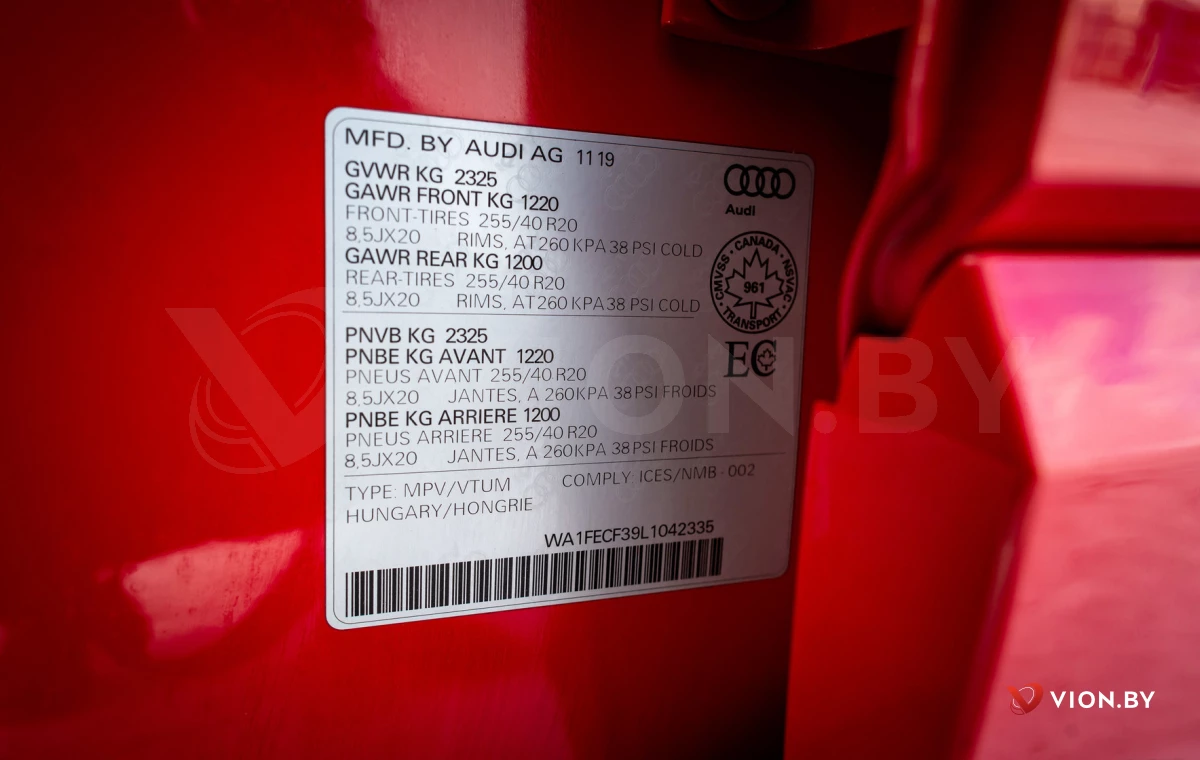 MFD. BY AUDI AG 11 19
GVWR KG 2325
GAWR FRONT KG 1220
FRONT-TIRES 255/40 R20
8,5JX20 RIMS, AT 260 KPA 38 PSI COLD
GAWR REAR KG 1200
REAR-TIRES 255/40 R20
8,5JX20 RIMS, AT 260 KPA 38 PSI COLD
Audi
CANADA
CMVSS · NSVAC
961
TRANSPORT
PNVB KG 2325
EC
PNBE KG AVANT 1220
PNEUS AVANT 255/40 R20
8,5JX20 JANTES, A 260KPA 38 PSI FROIDS
PNBE KG ARRIERE 1200
PNEUS ARRIERE 255/40 R20
8,5JX20 JANTES, A 260KPA 38 PSI FROIDS
TYPE: MPV/VTUM COMPLY: ICES/NMB - 002
HUNGARY/HONGRIE
WA1FECF39L1042335
VION.BY
VION.BY